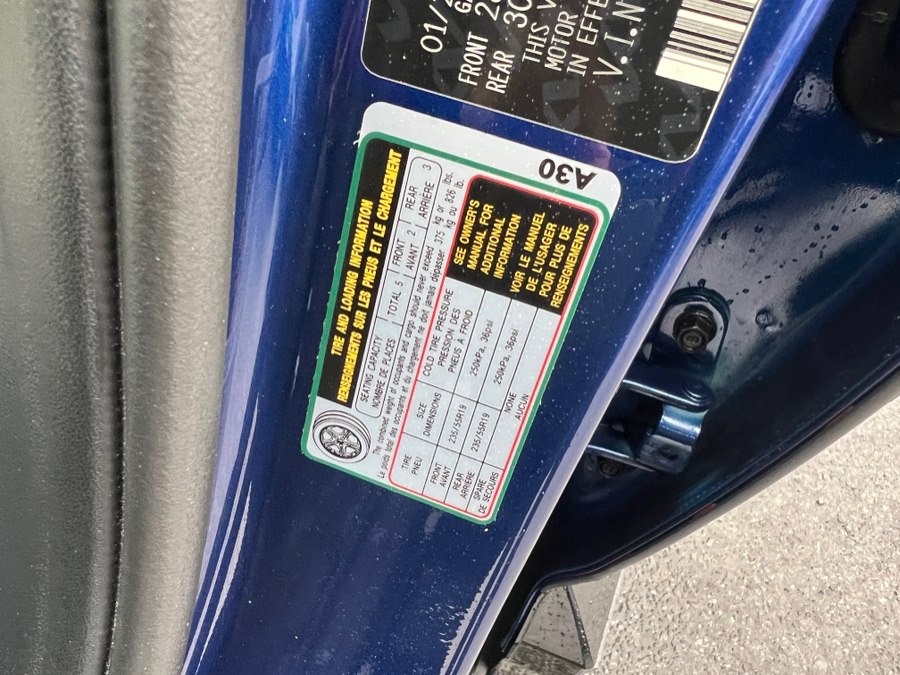 01/2
FRONT 2
REAR 30
THIS V
MOTOR
IN EFFE
V.I.N
A30
TIRE AND LOADING INFORMATION
RENSEIGNEMENTS SUR LES PNEUS ET LE CHARGEMENT
SEATING CAPACITY
NOMBRE DE PLACES
TOTAL 5
FRONT
AVANT 2
REAR
ARRIÈRE 3
The combined weight of occupants and cargo should never exceed 375 kg or 826 lbs.
Le poids total des occupants et du chargement ne doit jamais dépasser 375 kg ou 826 lb.
TIRE
PNEU
SIZE
DIMENSIONS
COLD TIRE PRESSURE
PRESSION DES
PNEUS À FROID
FRONT
AVANT
235/55R19
250kPa, 36psi
REAR
ARRIÈRE
235/55R19
250kPa, 36psi
SPARE
DE SECOURS
NONE
AUCUN
SEE OWNER'S
MANUAL FOR
ADDITIONAL
INFORMATION
VOIR LE MANUEL
DE L'USAGER
POUR PLUS DE
RENSEIGNEMENTS